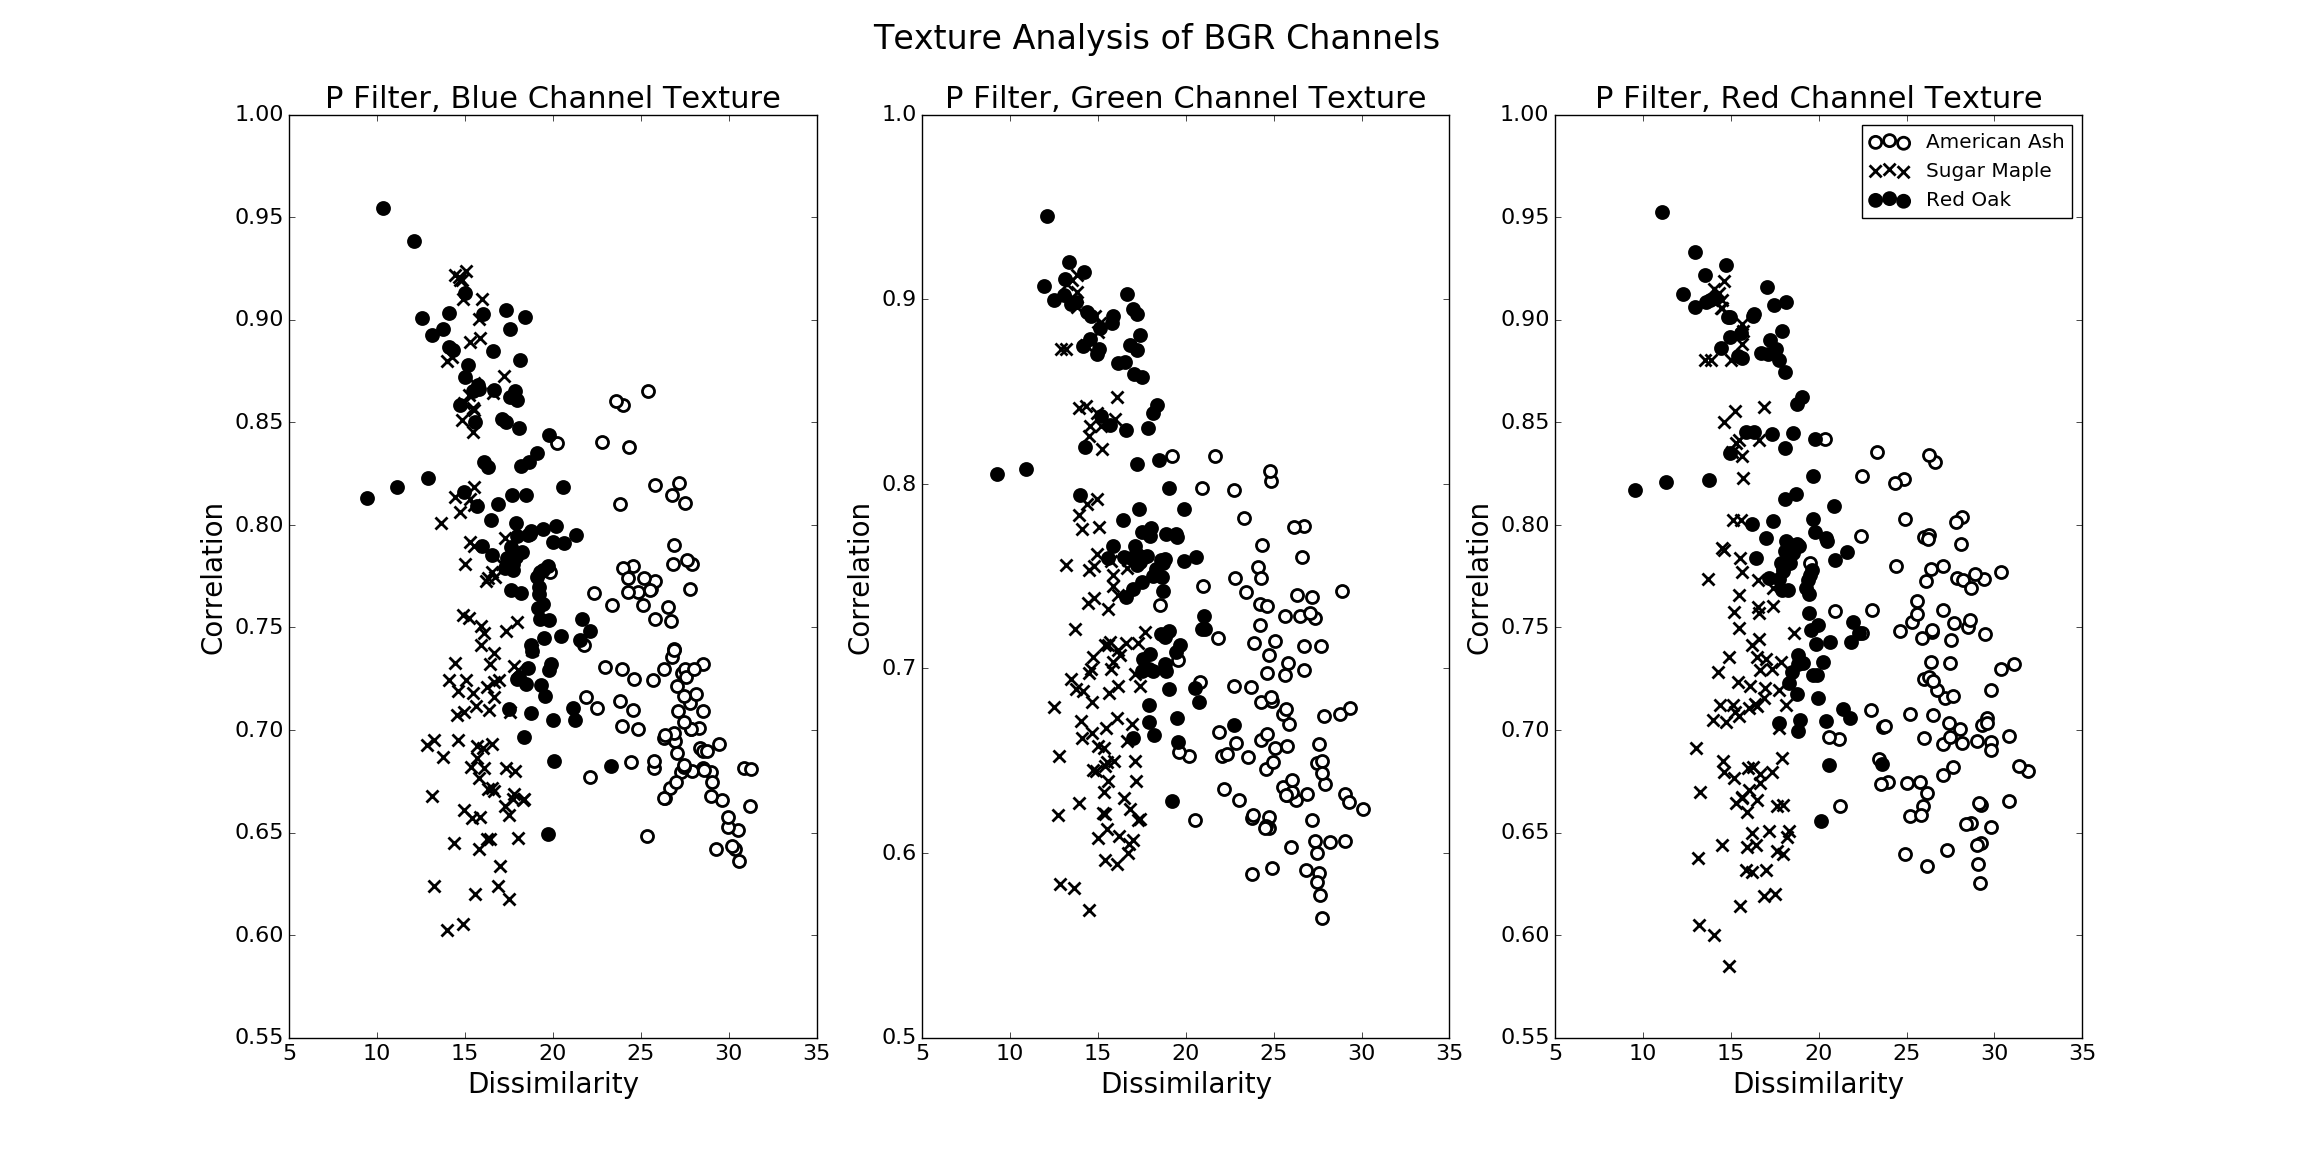 Texture Analysis of BGR Channels
P Filter, Blue Channel Texture
1.00
0.95
0.90
0.85
0.80
0.75
0.70
0.65
0.60
0.55
Correlation
5 10 15 20 25 30 35
Dissimilarity
P Filter, Green Channel Texture
1.0
0.9
0.8
0.7
0.6
0.5
Correlation
5 10 15 20 25 30 35
Dissimilarity
P Filter, Red Channel Texture
1.00
0.95
0.90
0.85
0.80
0.75
0.70
0.65
0.60
0.55
Correlation
5 10 15 20 25 30 35
Dissimilarity
American Ash
Sugar Maple
Red Oak